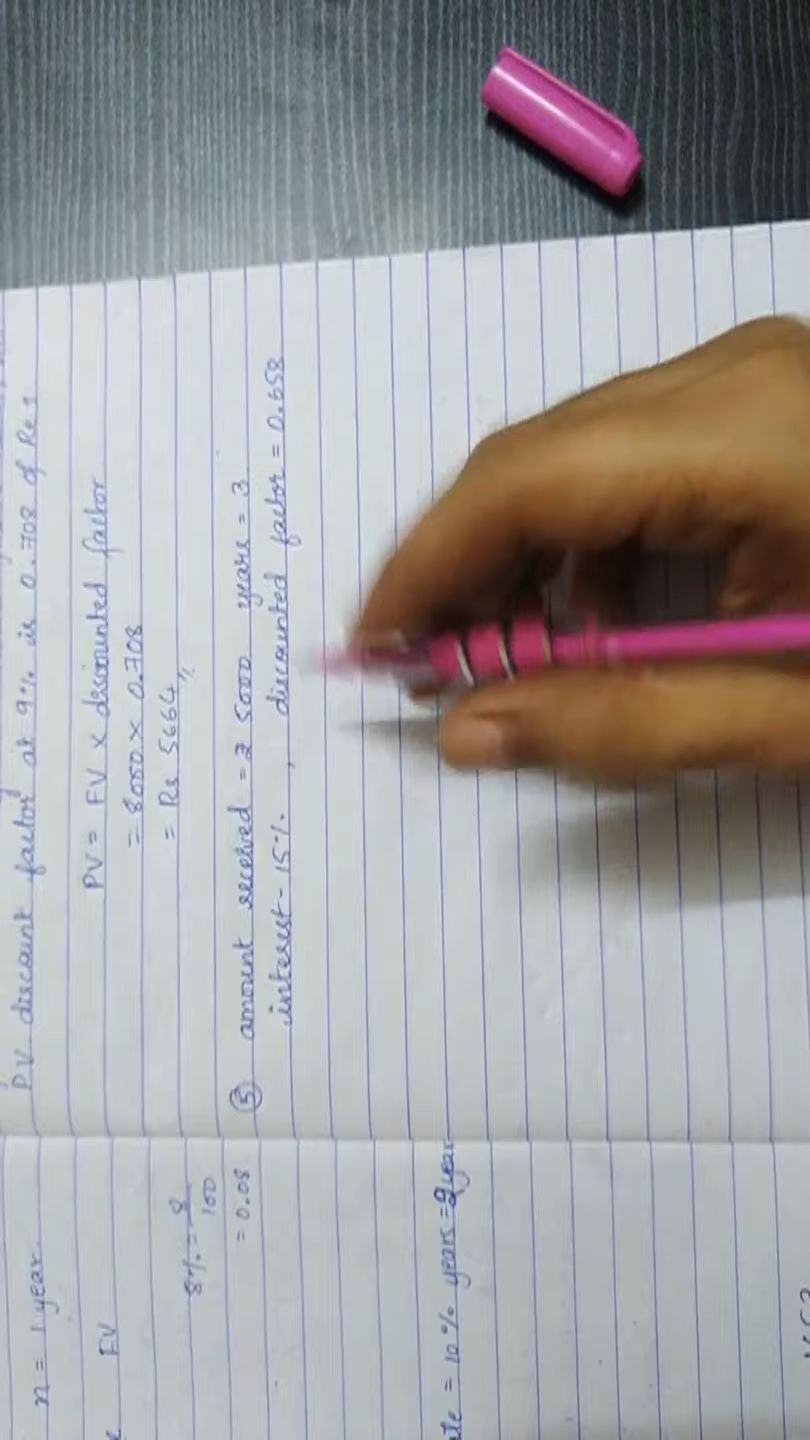 PV discount factor at 9% is 0.708 of Re 1
PV = FV x discounted factor
= 8000 x 0.708
= Rs 5664
⑤ amount received = ₹ 5000 years = 3
interest - 15%, discounted factor = 0.658
n = 1 year.
FV
8% = 8
100
= 0.08
= 10% years = 2 year